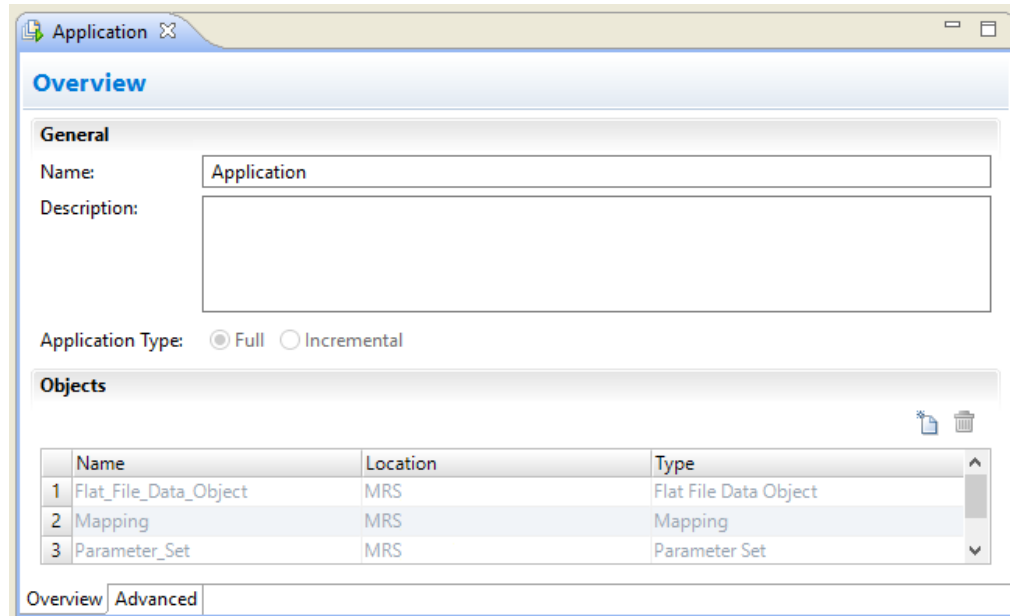 Application
Overview
General
Name: Application
Description:
Application Type: Full Incremental
Objects
Name Location Type
1 Flat_File_Data_Object MRS Flat File Data Object
2 Mapping MRS Mapping
3 Parameter_Set MRS Parameter Set
Overview Advanced